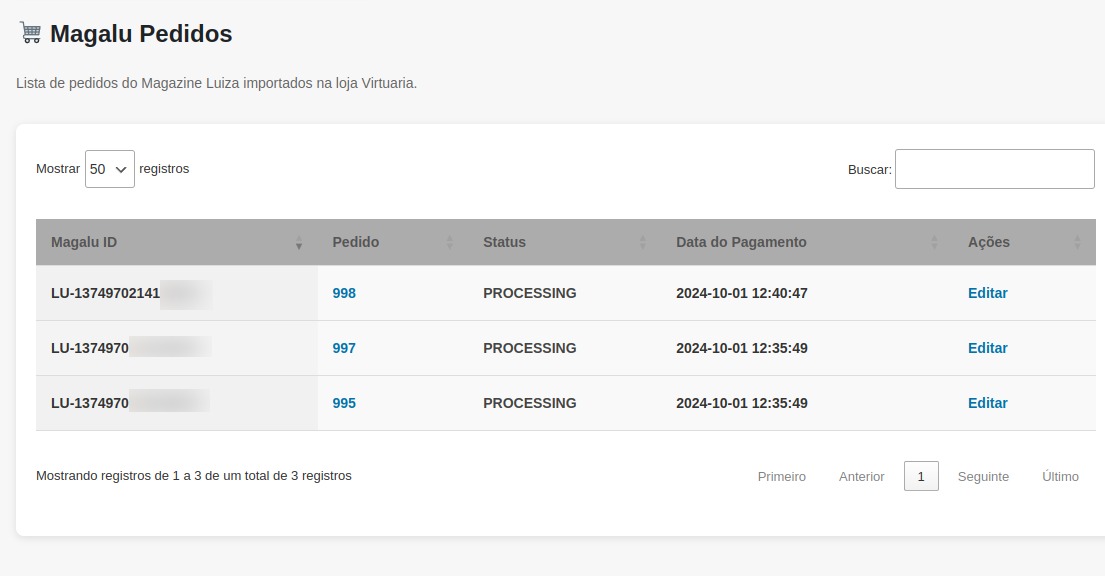 Magalu Pedidos
Lista de pedidos do Magazine Luiza importados na loja Virtuaria.
Mostrar 50 registros Buscar:
Magalu ID Pedido Status Data do Pagamento Ações
LU-13749702141 998 PROCESSING 2024-10-01 12:40:47 Editar
LU-1374970 997 PROCESSING 2024-10-01 12:35:49 Editar
LU-1374970 995 PROCESSING 2024-10-01 12:35:49 Editar
Mostrando registros de 1 a 3 de um total de 3 registros Primeiro Anterior 1 Seguinte Último